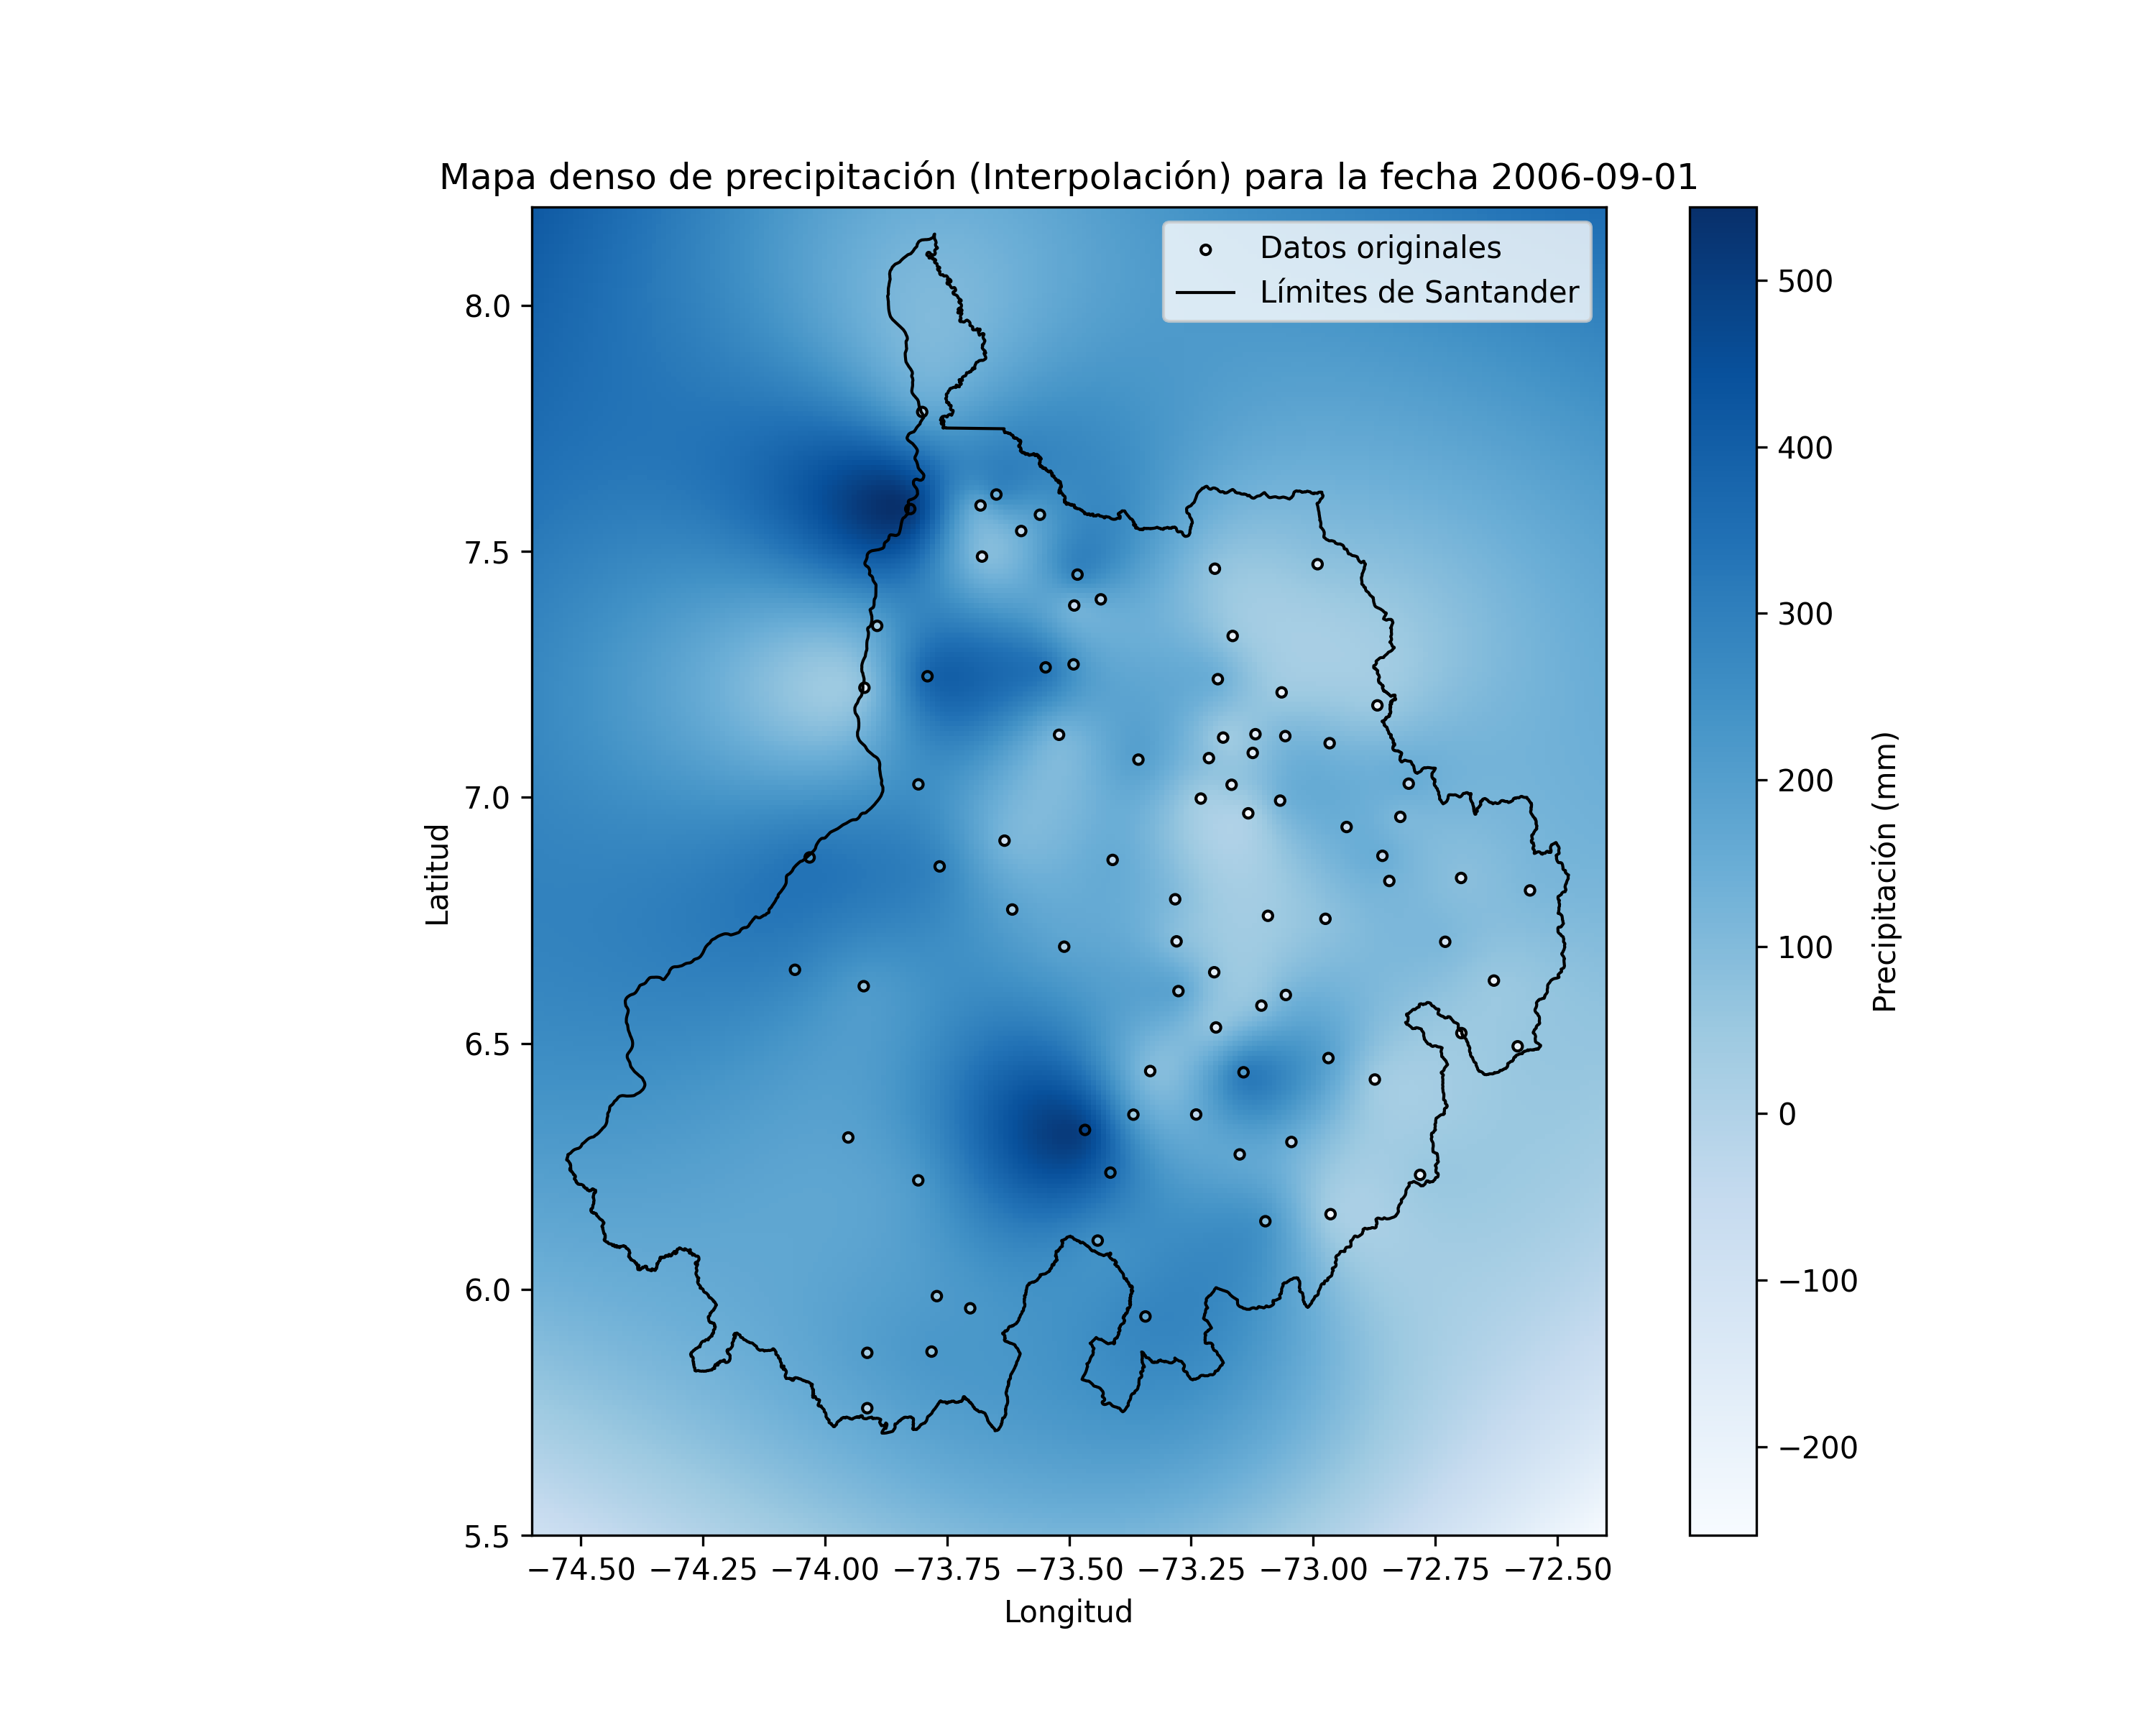 Mapa denso de precipitación (Interpolación) para la fecha 2006-09-01
Datos originales
Límites de Santander
8.0
7.5
7.0
6.5
6.0
5.5
Latitud
−74.50 −74.25 −74.00 −73.75 −73.50 −73.25 −73.00 −72.75 −72.50
Longitud
500
400
300
200
100
0
−100
−200
Precipitación (mm)